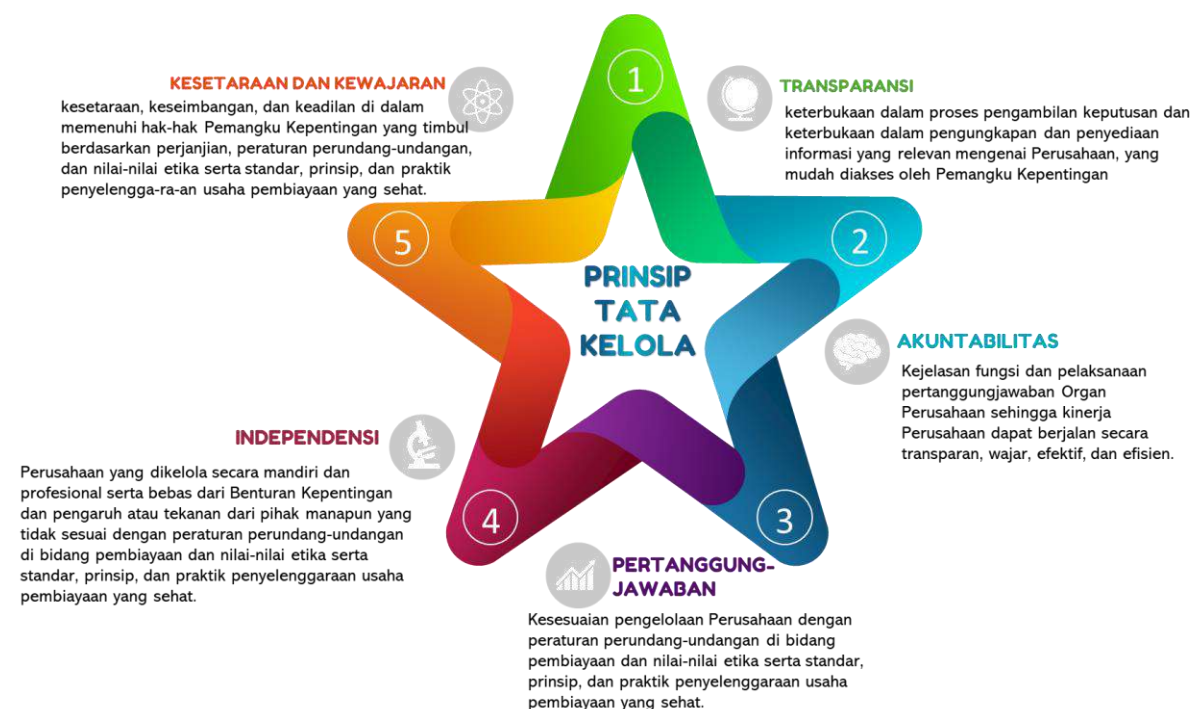 PRINSIP
TATA
KELOLA
1
TRANSPARANSI
keterbukaan dalam proses pengambilan keputusan dan
keterbukaan dalam pengungkapan dan penyediaan
informasi yang relevan mengenai Perusahaan, yang
mudah diakses oleh Pemangku Kepentingan
2
AKUNTABILITAS
Kejelasan fungsi dan pelaksanaan
pertanggungjawaban Organ
Perusahaan sehingga kinerja
Perusahaan dapat berjalan secara
transparan, wajar, efektif, dan efisien.
3
PERTANGGUNG-
JAWABAN
Kesesuaian pengelolaan Perusahaan dengan
peraturan perundang-undangan di bidang
pembiayaan dan nilai-nilai etika serta standar,
prinsip, dan praktik penyelenggaraan usaha
pembiayaan yang sehat.
4
INDEPENDENSI
Perusahaan yang dikelola secara mandiri dan
profesional serta bebas dari Benturan Kepentingan
dan pengaruh atau tekanan dari pihak manapun yang
tidak sesuai dengan peraturan perundang-undangan
di bidang pembiayaan dan nilai-nilai etika serta
standar, prinsip, dan praktik penyelenggaraan usaha
pembiayaan yang sehat.
5
KESETARAAN DAN KEWAJARAN
kesetaraan, keseimbangan, dan keadilan di dalam
memenuhi hak-hak Pemangku Kepentingan yang timbul
berdasarkan perjanjian, peraturan perundang-undangan,
dan nilai-nilai etika serta standar, prinsip, dan praktik
penyelengga-ra-an usaha pembiayaan yang sehat.